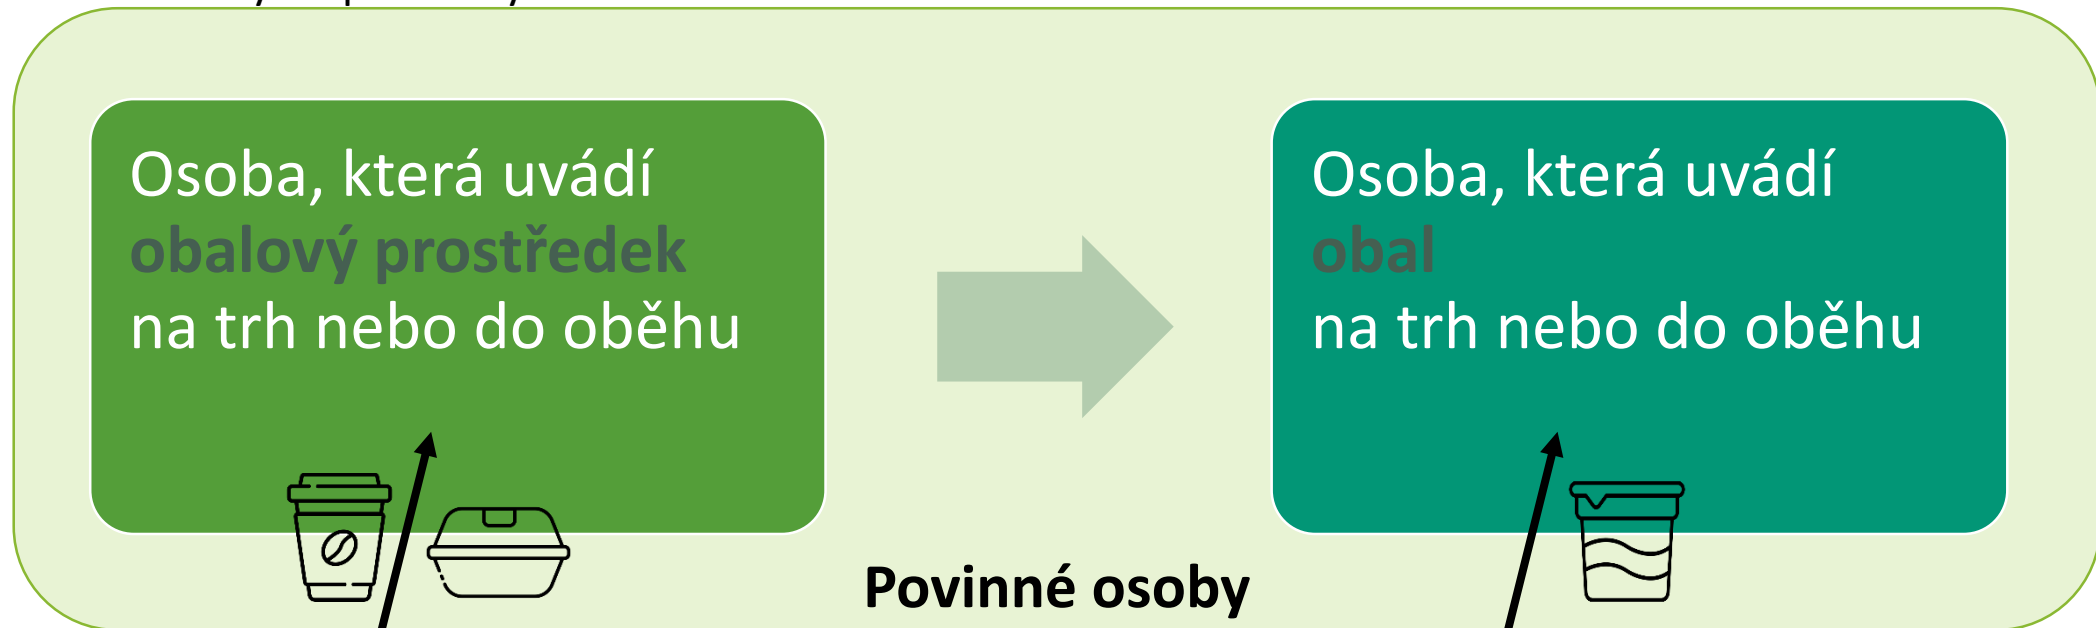 Osoba, která uvádí
obalový prostředek
na trh nebo do oběhu
Osoba, která uvádí
obal
na trh nebo do oběhu
Povinné osoby